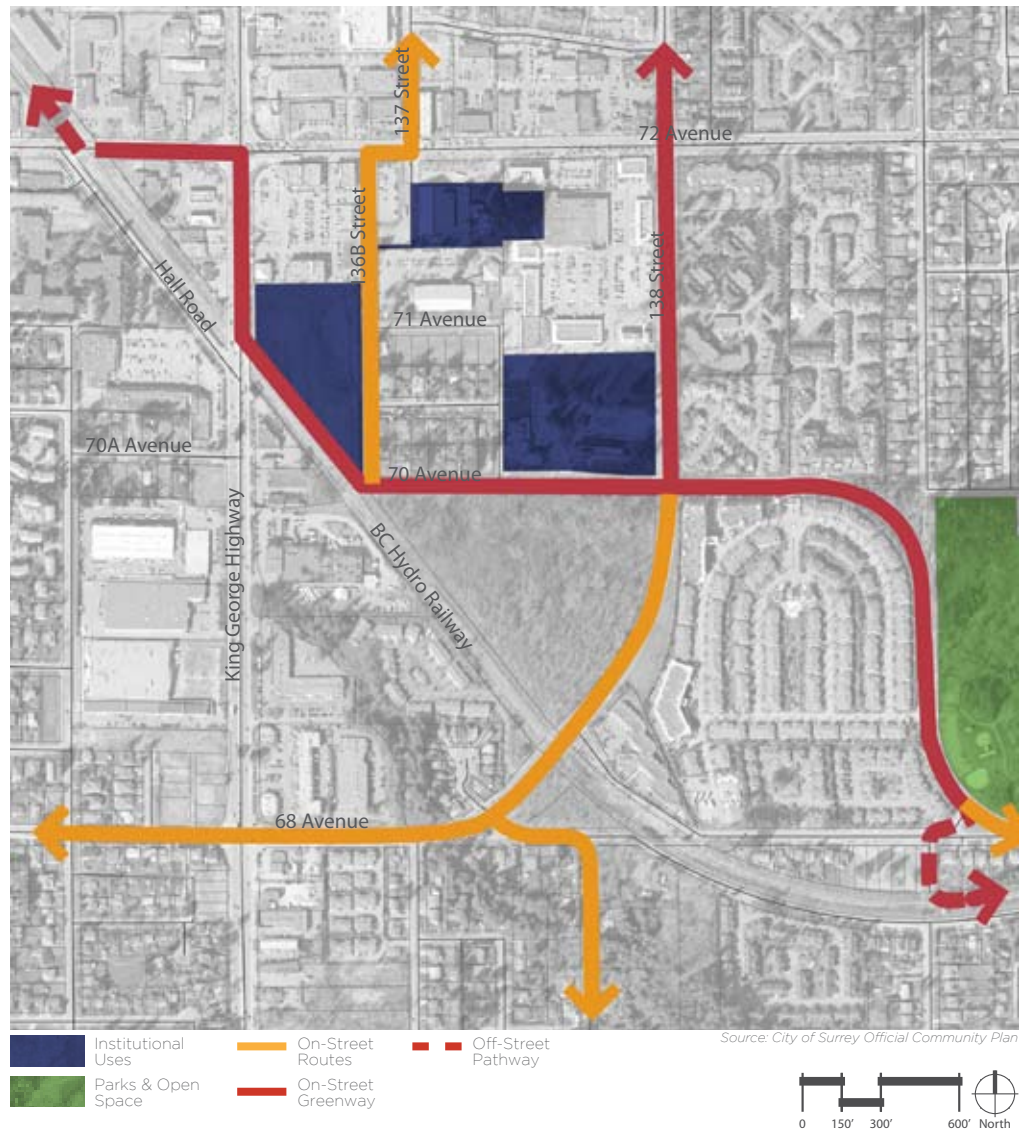 137 Street
72 Avenue
136B Street
138 Street
Hall Road
71 Avenue
70A Avenue
70 Avenue
King George Highway
BC Hydro Railway
68 Avenue
Institutional
Uses
On-Street
Routes
Off-Street
Pathway
Source: City of Surrey Official Community Plan
Parks & Open
Space
On-Street
Greenway
0 150' 300' 600' North